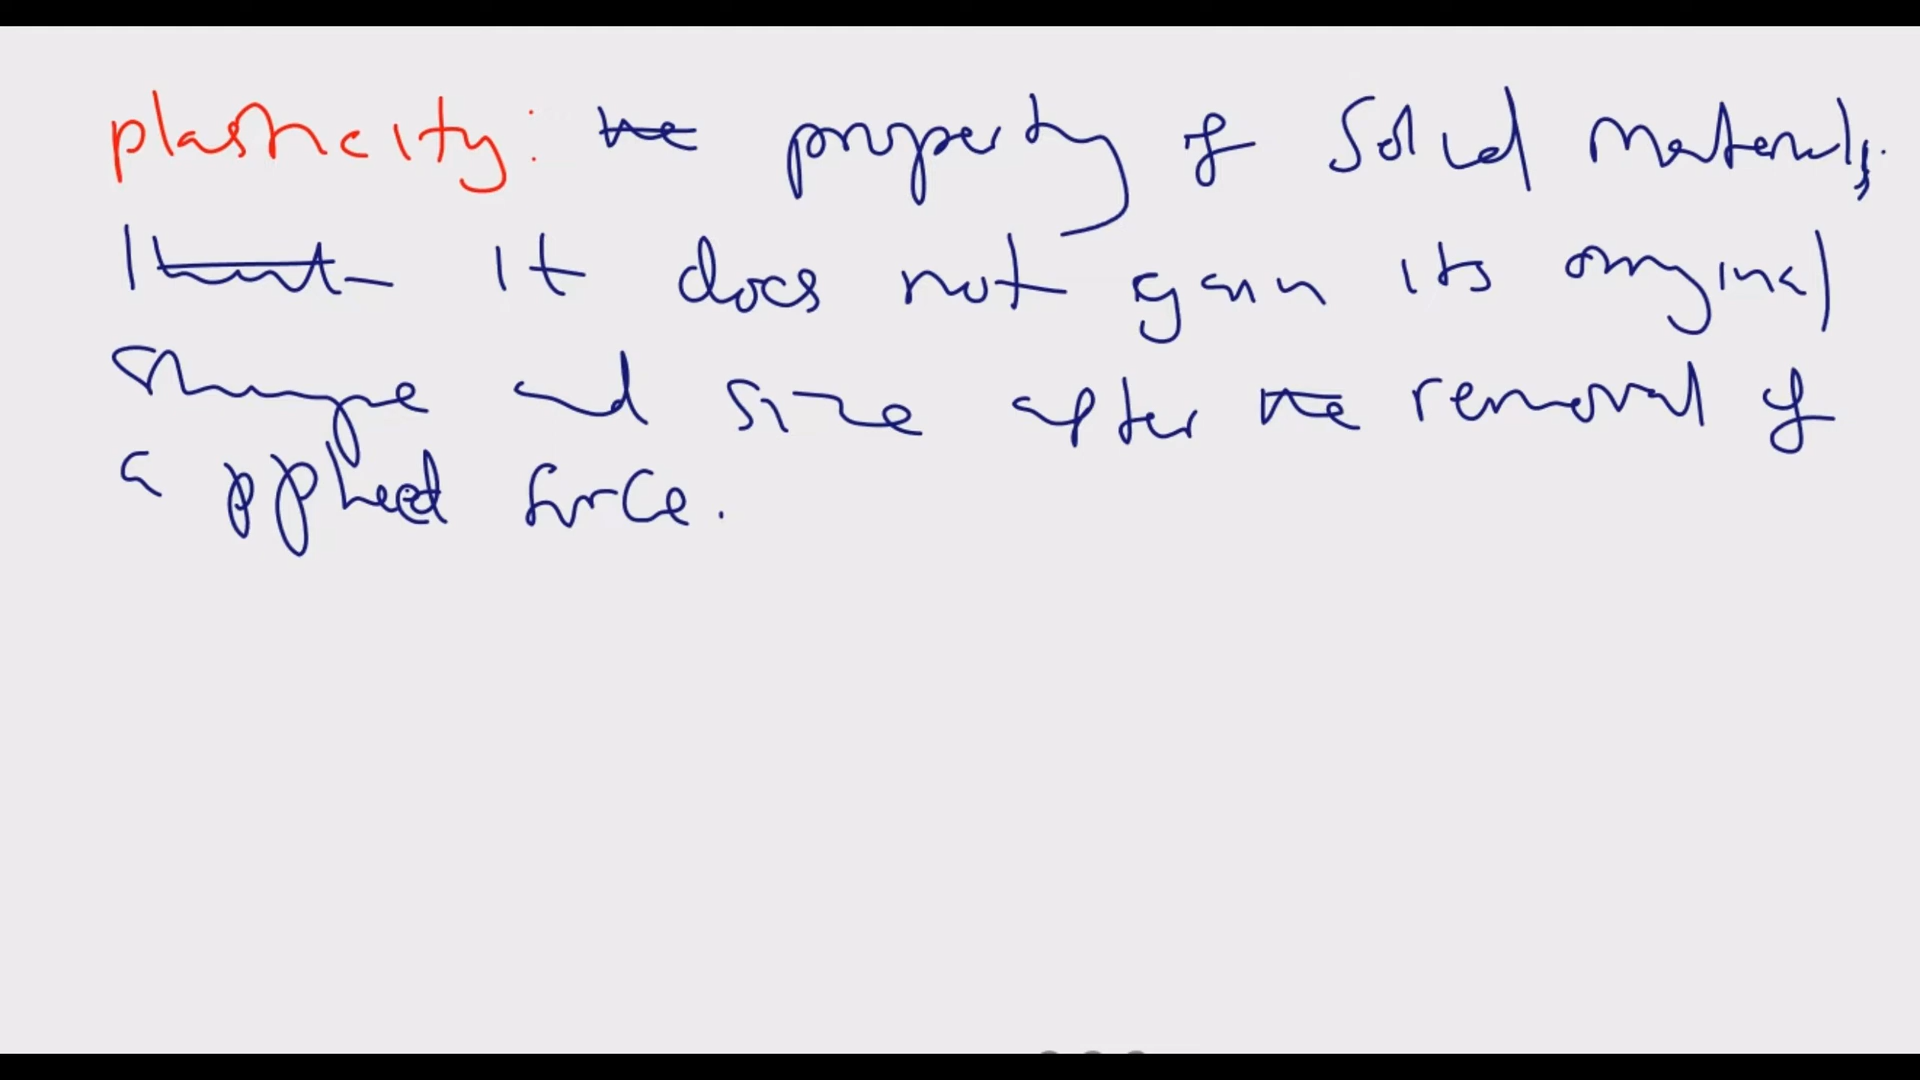 plasticity: the property of solid materials;
that it does not gain its original
shape and size after the removal of
applied force.